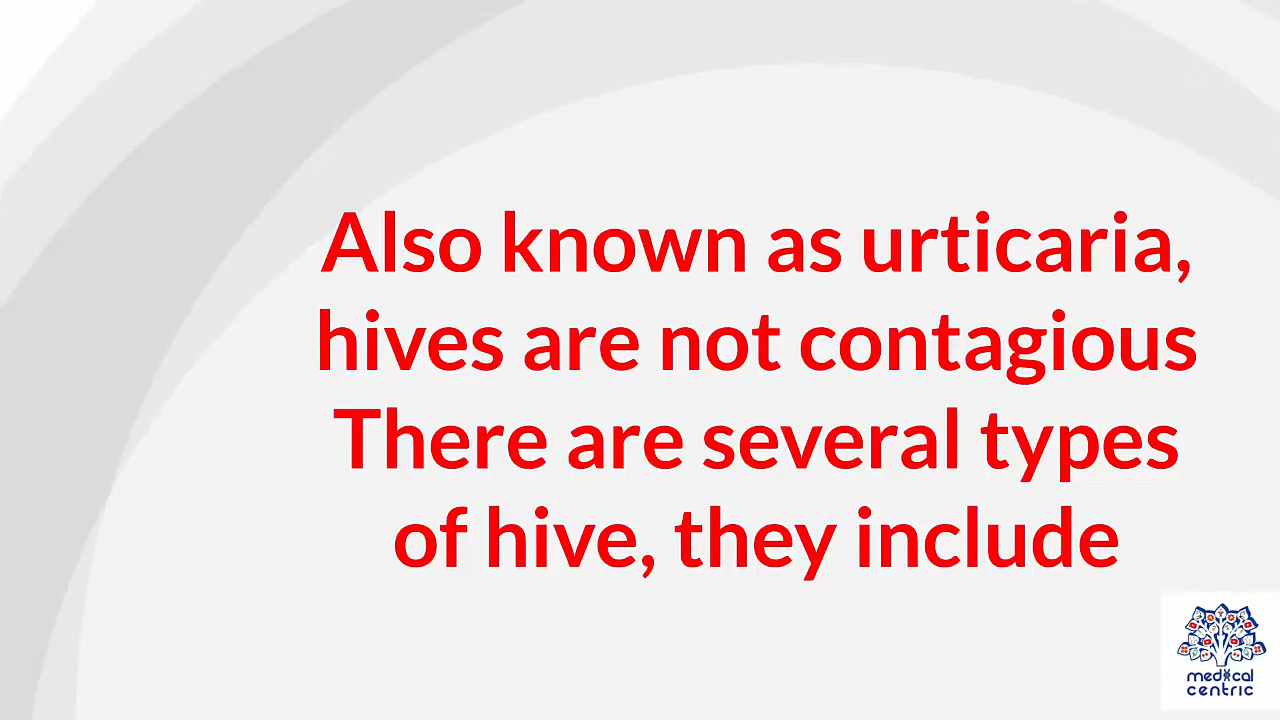 Also known as urticaria,
hives are not contagious
There are several types
of hive, they include
medical
centric